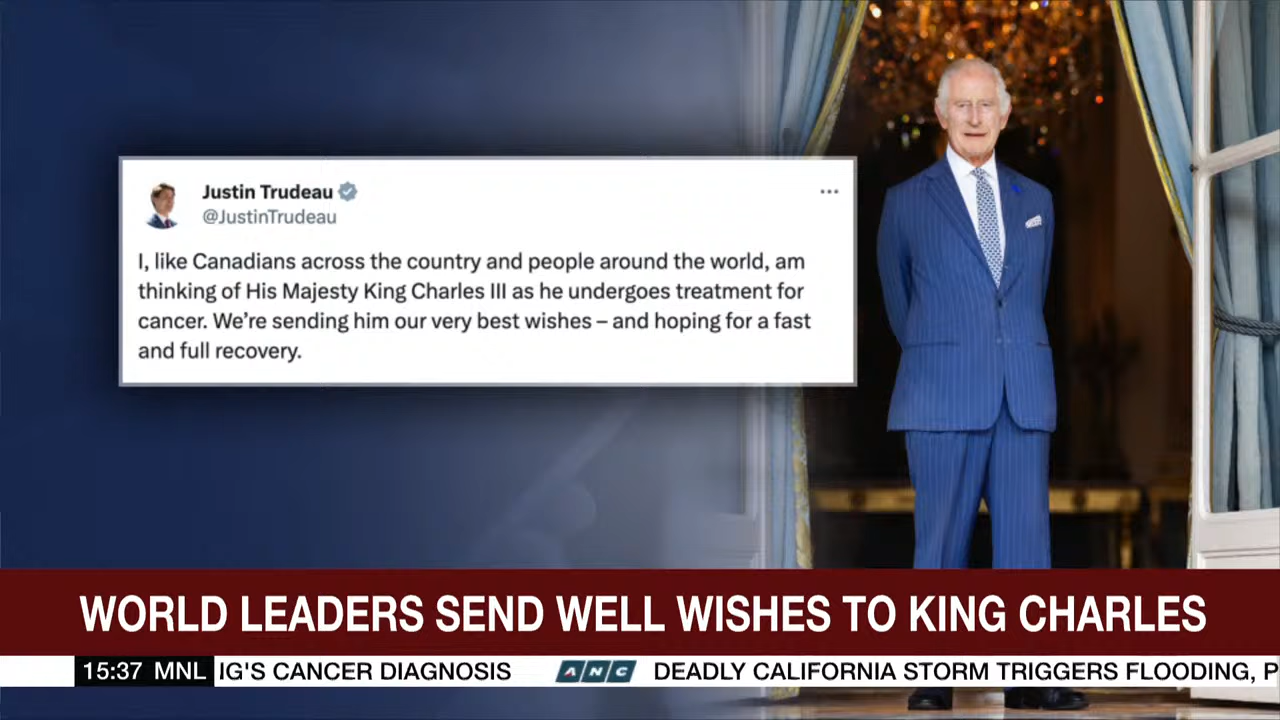 Justin Trudeau
@JustinTrudeau
I, like Canadians across the country and people around the world, am
thinking of His Majesty King Charles III as he undergoes treatment for
cancer. We're sending him our very best wishes – and hoping for a fast
and full recovery.
WORLD LEADERS SEND WELL WISHES TO KING CHARLES
15:37 MNL IG'S CANCER DIAGNOSIS ANC DEADLY CALIFORNIA STORM TRIGGERS FLOODING, P